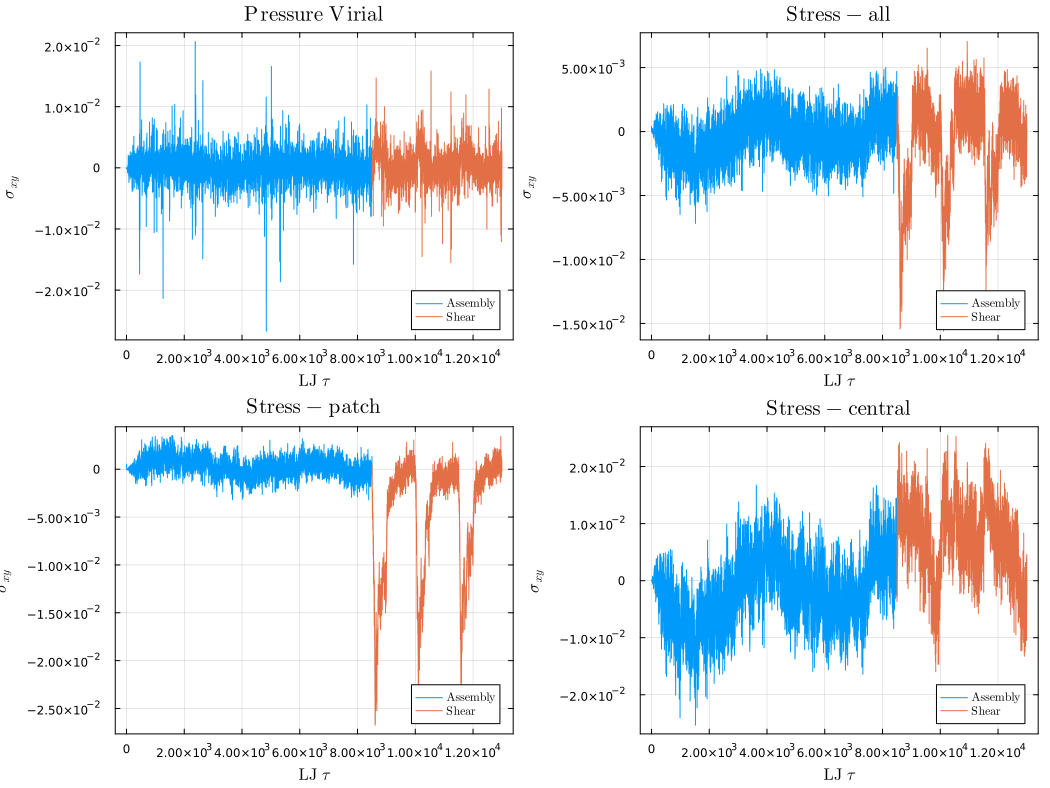 Pressure Virial
σxy
2.0×10⁻²
1.0×10⁻²
0
−1.0×10⁻²
−2.0×10⁻²
Assembly
Shear
0 2.00×10³ 4.00×10³ 6.00×10³ 8.00×10³ 1.00×10⁴ 1.20×10⁴
LJ τ
Stress − all
σxy
5.00×10⁻³
0
−5.00×10⁻³
−1.00×10⁻²
−1.50×10⁻²
Assembly
Shear
0 2.00×10³ 4.00×10³ 6.00×10³ 8.00×10³ 1.00×10⁴ 1.20×10⁴
LJ τ
Stress − patch
σxy
0
−5.00×10⁻³
−1.00×10⁻²
−1.50×10⁻²
−2.00×10⁻²
−2.50×10⁻²
Assembly
Shear
0 2.00×10³ 4.00×10³ 6.00×10³ 8.00×10³ 1.00×10⁴ 1.20×10⁴
LJ τ
Stress − central
σxy
2.0×10⁻²
1.0×10⁻²
0
−1.0×10⁻²
−2.0×10⁻²
Assembly
Shear
0 2.00×10³ 4.00×10³ 6.00×10³ 8.00×10³ 1.00×10⁴ 1.20×10⁴
LJ τ